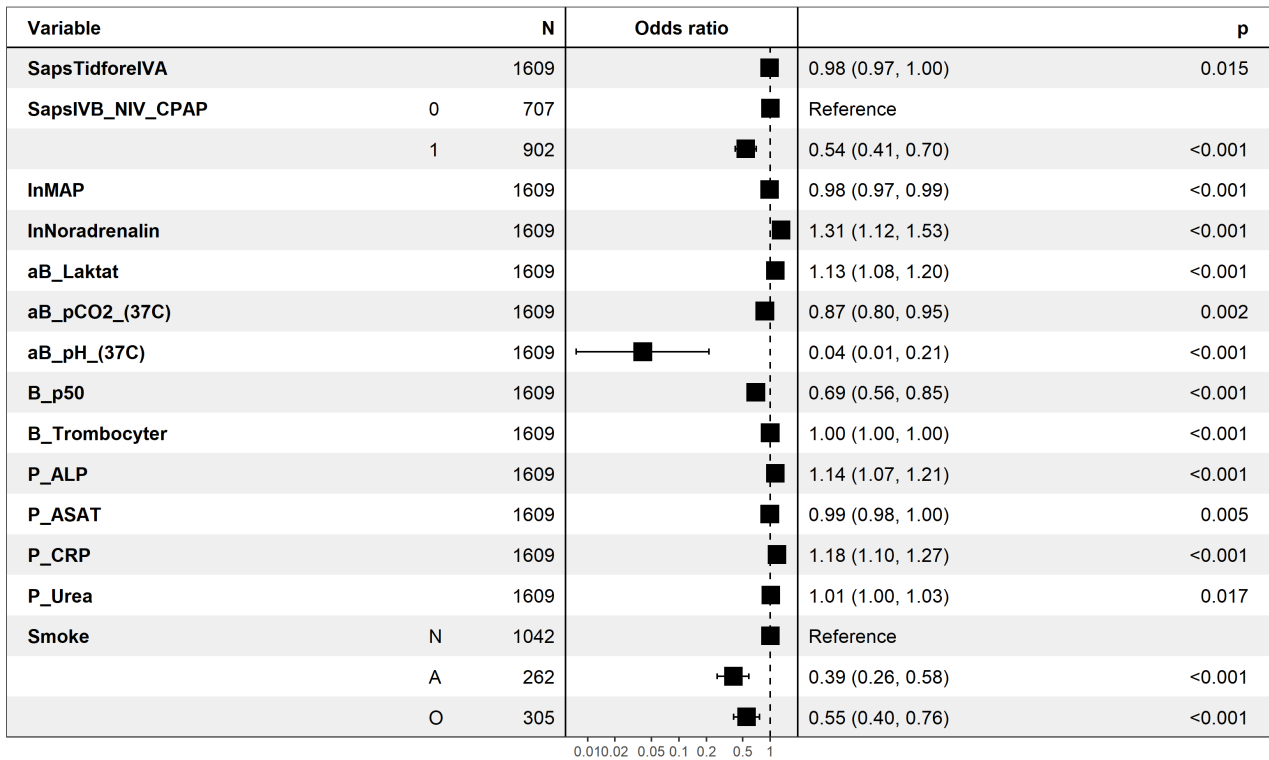 Variable N Odds ratio p
SapsTidforeIVA 1609 0.98 (0.97, 1.00) 0.015
SapsIVB_NIV_CPAP 0 707 Reference
1 902 0.54 (0.41, 0.70) <0.001
InMAP 1609 0.98 (0.97, 0.99) <0.001
InNoradrenalin 1609 1.31 (1.12, 1.53) <0.001
aB_Laktat 1609 1.13 (1.08, 1.20) <0.001
aB_pCO2_(37C) 1609 0.87 (0.80, 0.95) 0.002
aB_pH_(37C) 1609 0.04 (0.01, 0.21) <0.001
B_p50 1609 0.69 (0.56, 0.85) <0.001
B_Trombocyter 1609 1.00 (1.00, 1.00) <0.001
P_ALP 1609 1.14 (1.07, 1.21) <0.001
P_ASAT 1609 0.99 (0.98, 1.00) 0.005
P_CRP 1609 1.18 (1.10, 1.27) <0.001
P_Urea 1609 1.01 (1.00, 1.03) 0.017
Smoke N 1042 Reference
A 262 0.39 (0.26, 0.58) <0.001
O 305 0.55 (0.40, 0.76) <0.001
0.01 0.02 0.05 0.1 0.2 0.5 1